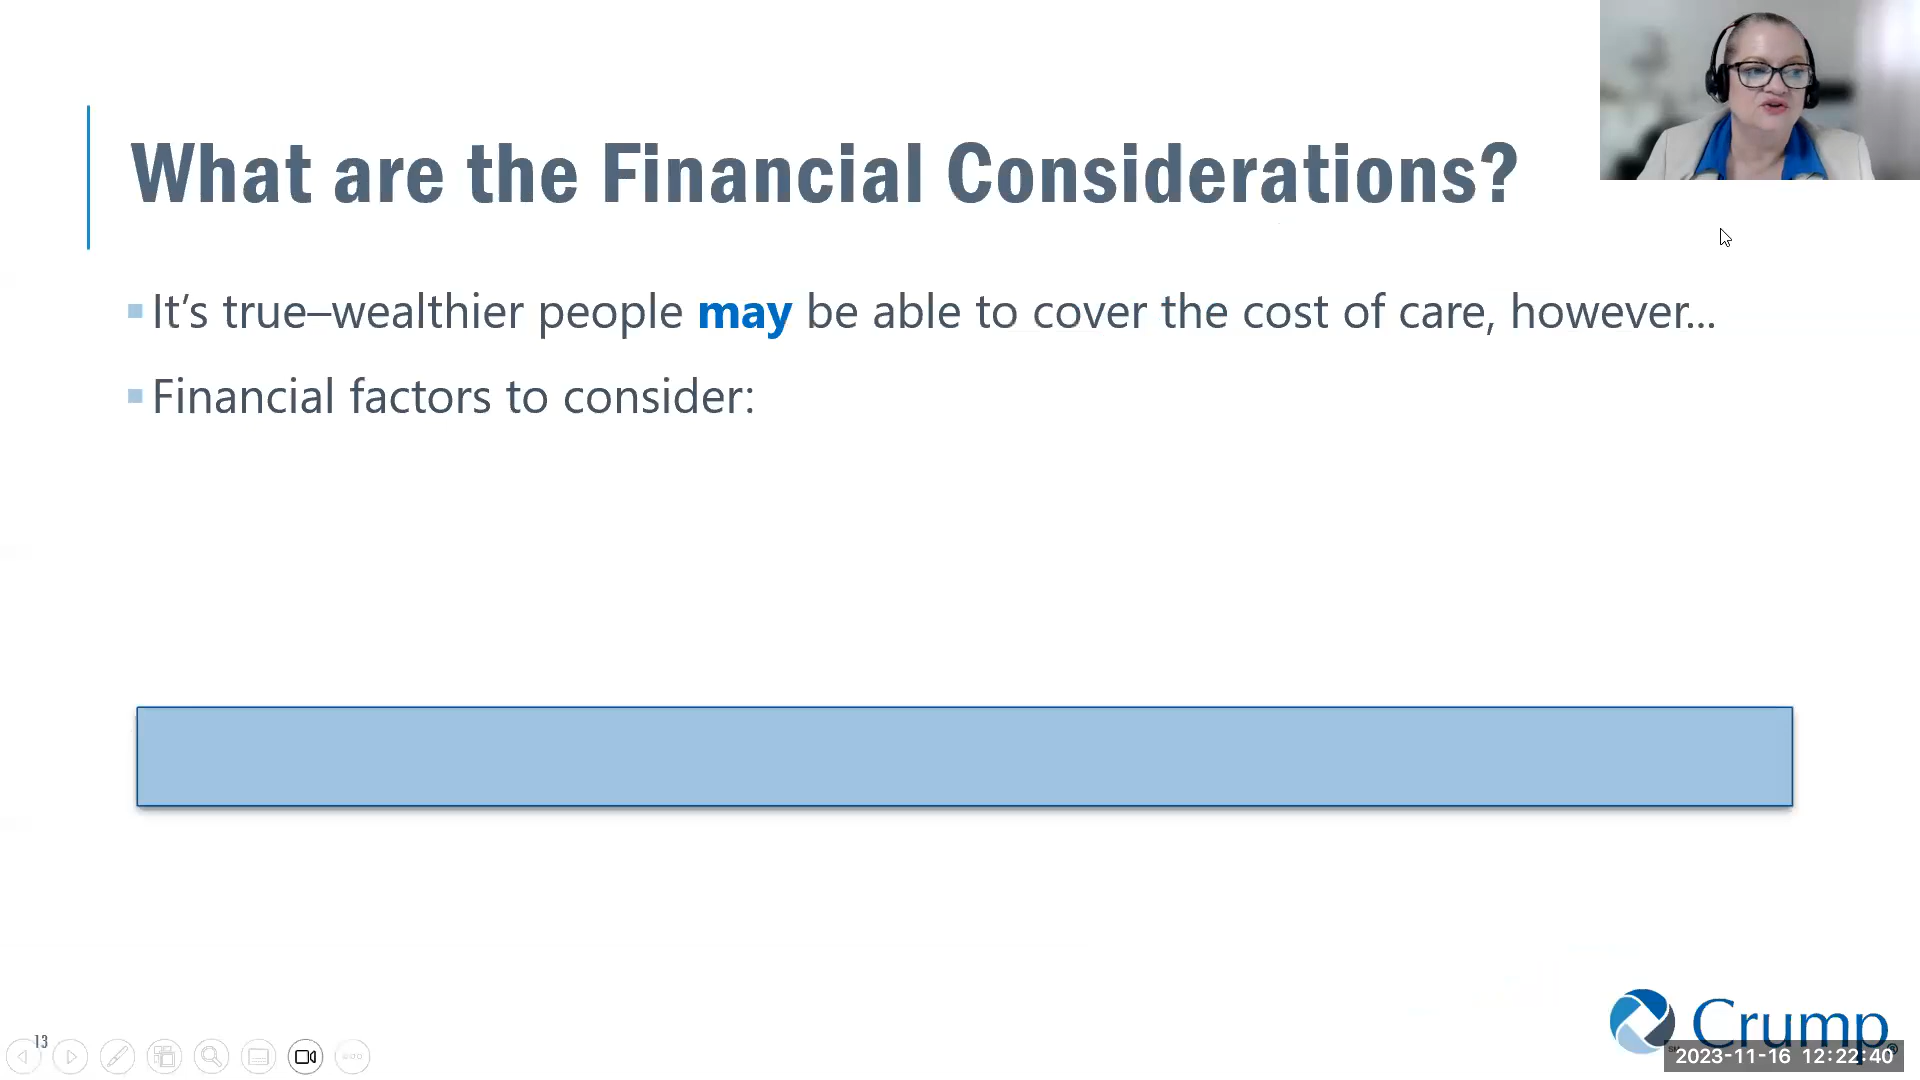 What are the Financial Considerations?
It’s true–wealthier people may be able to cover the cost of care, however...
Financial factors to consider:
13
Crump
SM
®
2023-11-16 12:22:40